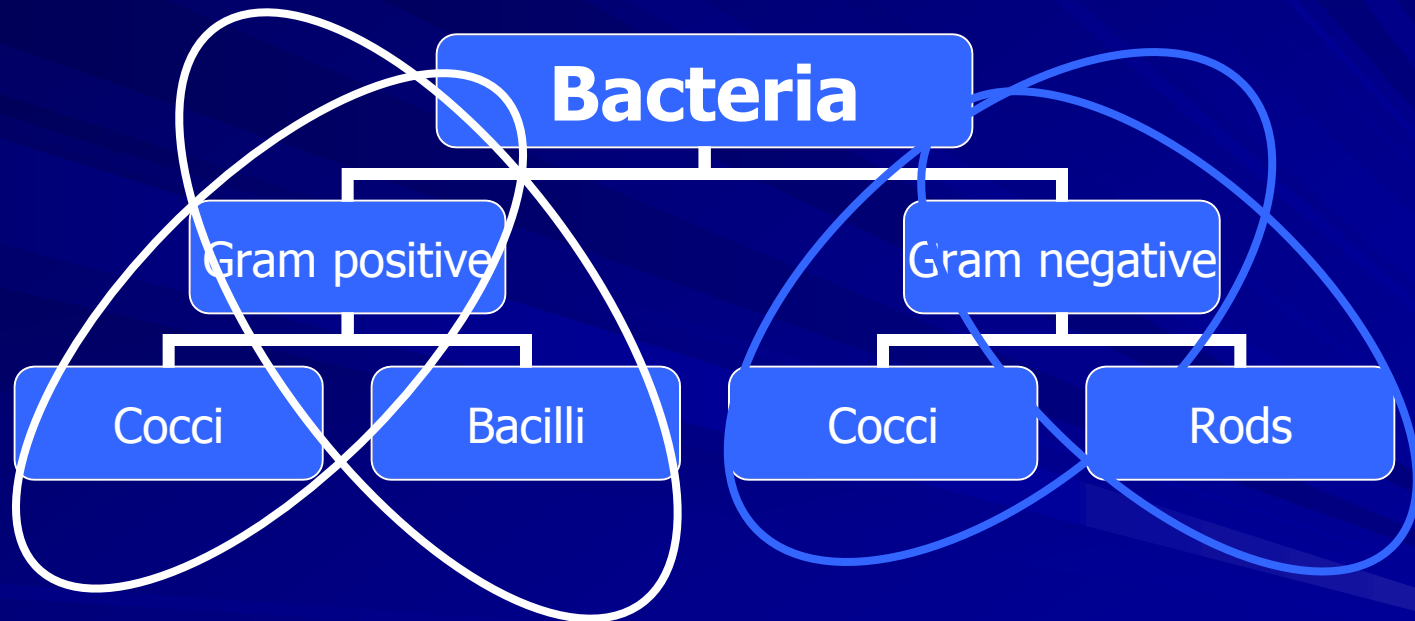 Bacteria
Gram positive
Gram negative
Cocci
Bacilli
Cocci
Rods